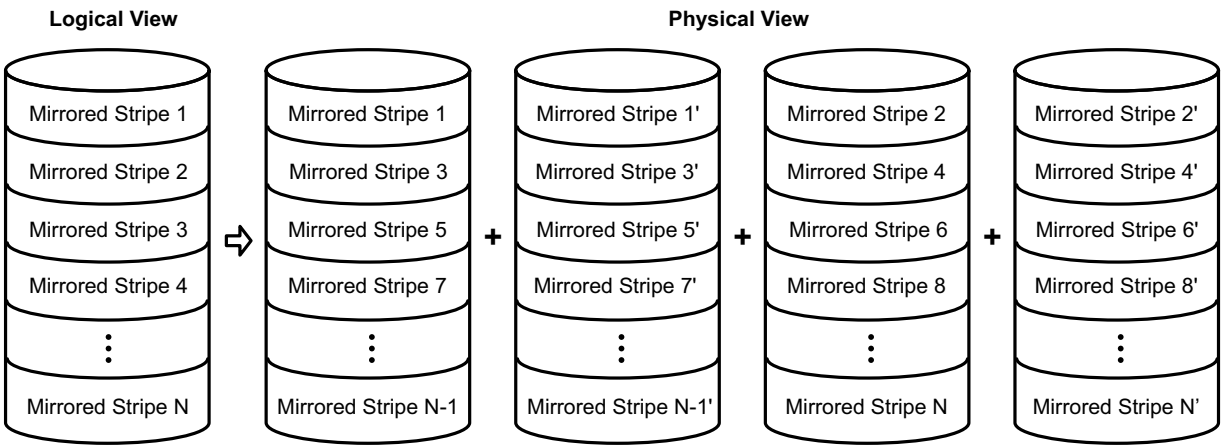 Logical View
Physical View
Mirrored Stripe 1
Mirrored Stripe 2
Mirrored Stripe 3
Mirrored Stripe 4
Mirrored Stripe N
Mirrored Stripe 1
Mirrored Stripe 3
Mirrored Stripe 5
Mirrored Stripe 7
Mirrored Stripe N-1
+
Mirrored Stripe 1'
Mirrored Stripe 3'
Mirrored Stripe 5'
Mirrored Stripe 7'
Mirrored Stripe N-1'
+
Mirrored Stripe 2
Mirrored Stripe 4
Mirrored Stripe 6
Mirrored Stripe 8
Mirrored Stripe N
+
Mirrored Stripe 2'
Mirrored Stripe 4'
Mirrored Stripe 6'
Mirrored Stripe 8'
Mirrored Stripe N’